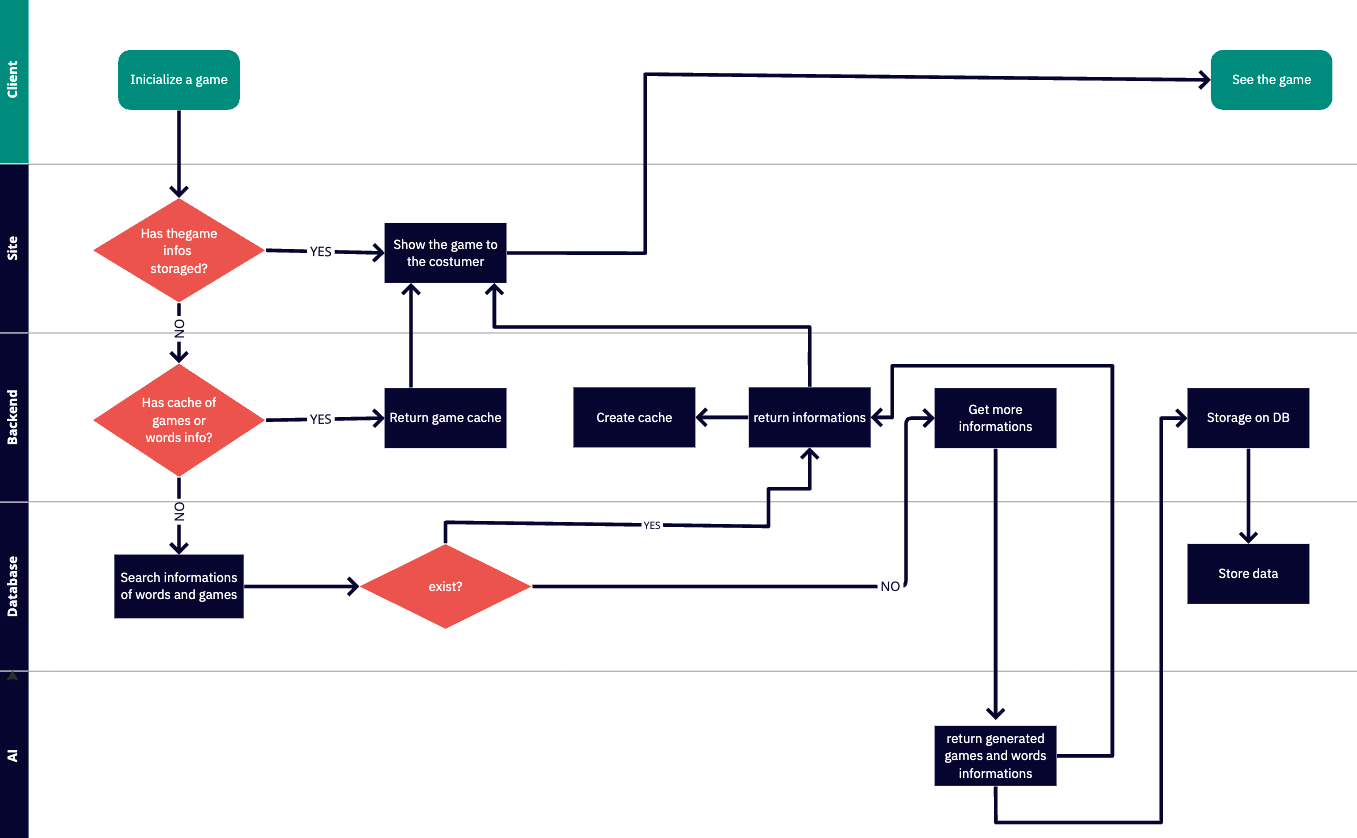 Client
Inicialize a game
See the game
Site
Has thegame
infos
storaged?
YES
Show the game to
the costumer
NO
Backend
Has cache of
games or
words info?
YES
Return game cache
Create cache
return informations
Get more
informations
Storage on DB
NO
Database
Search informations
of words and games
exist?
YES
NO
Store data
AI
return generated
games and words
informations